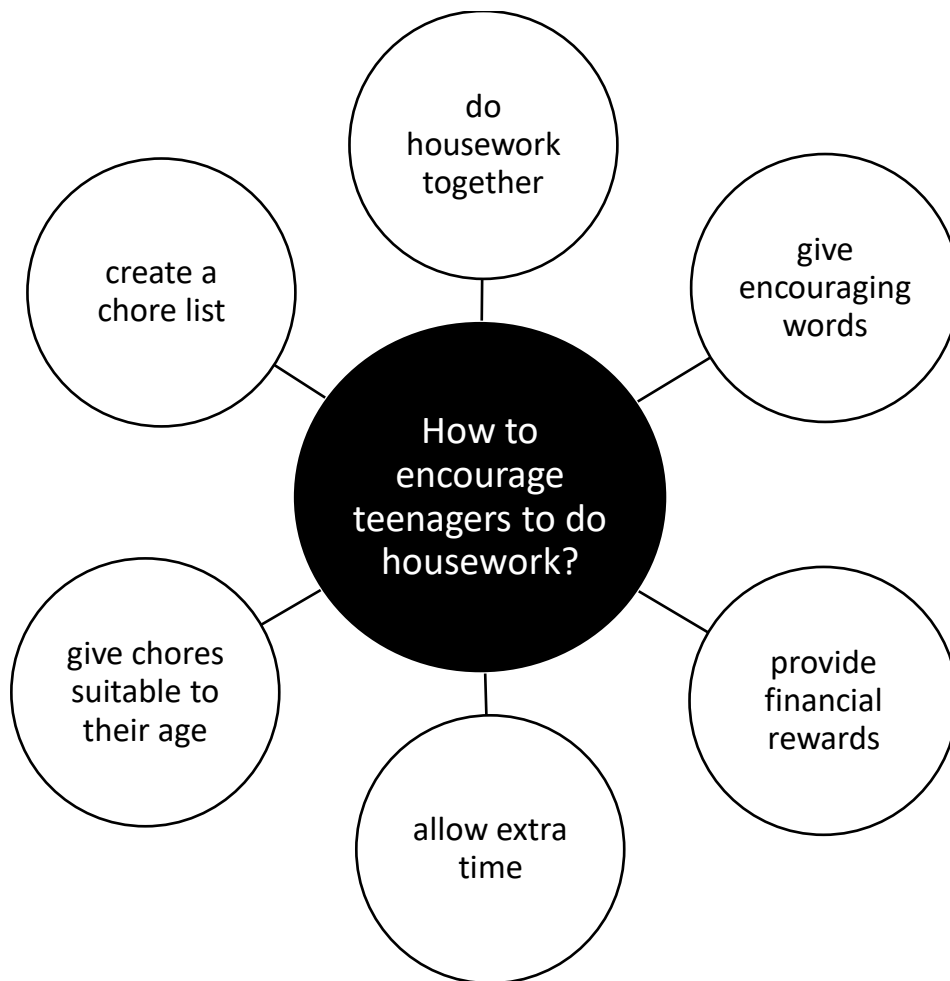 do
housework
together
give
encouraging
words
create a
chore list
How to
encourage
teenagers to do
housework?
give chores
suitable to
their age
provide
financial
rewards
allow extra
time